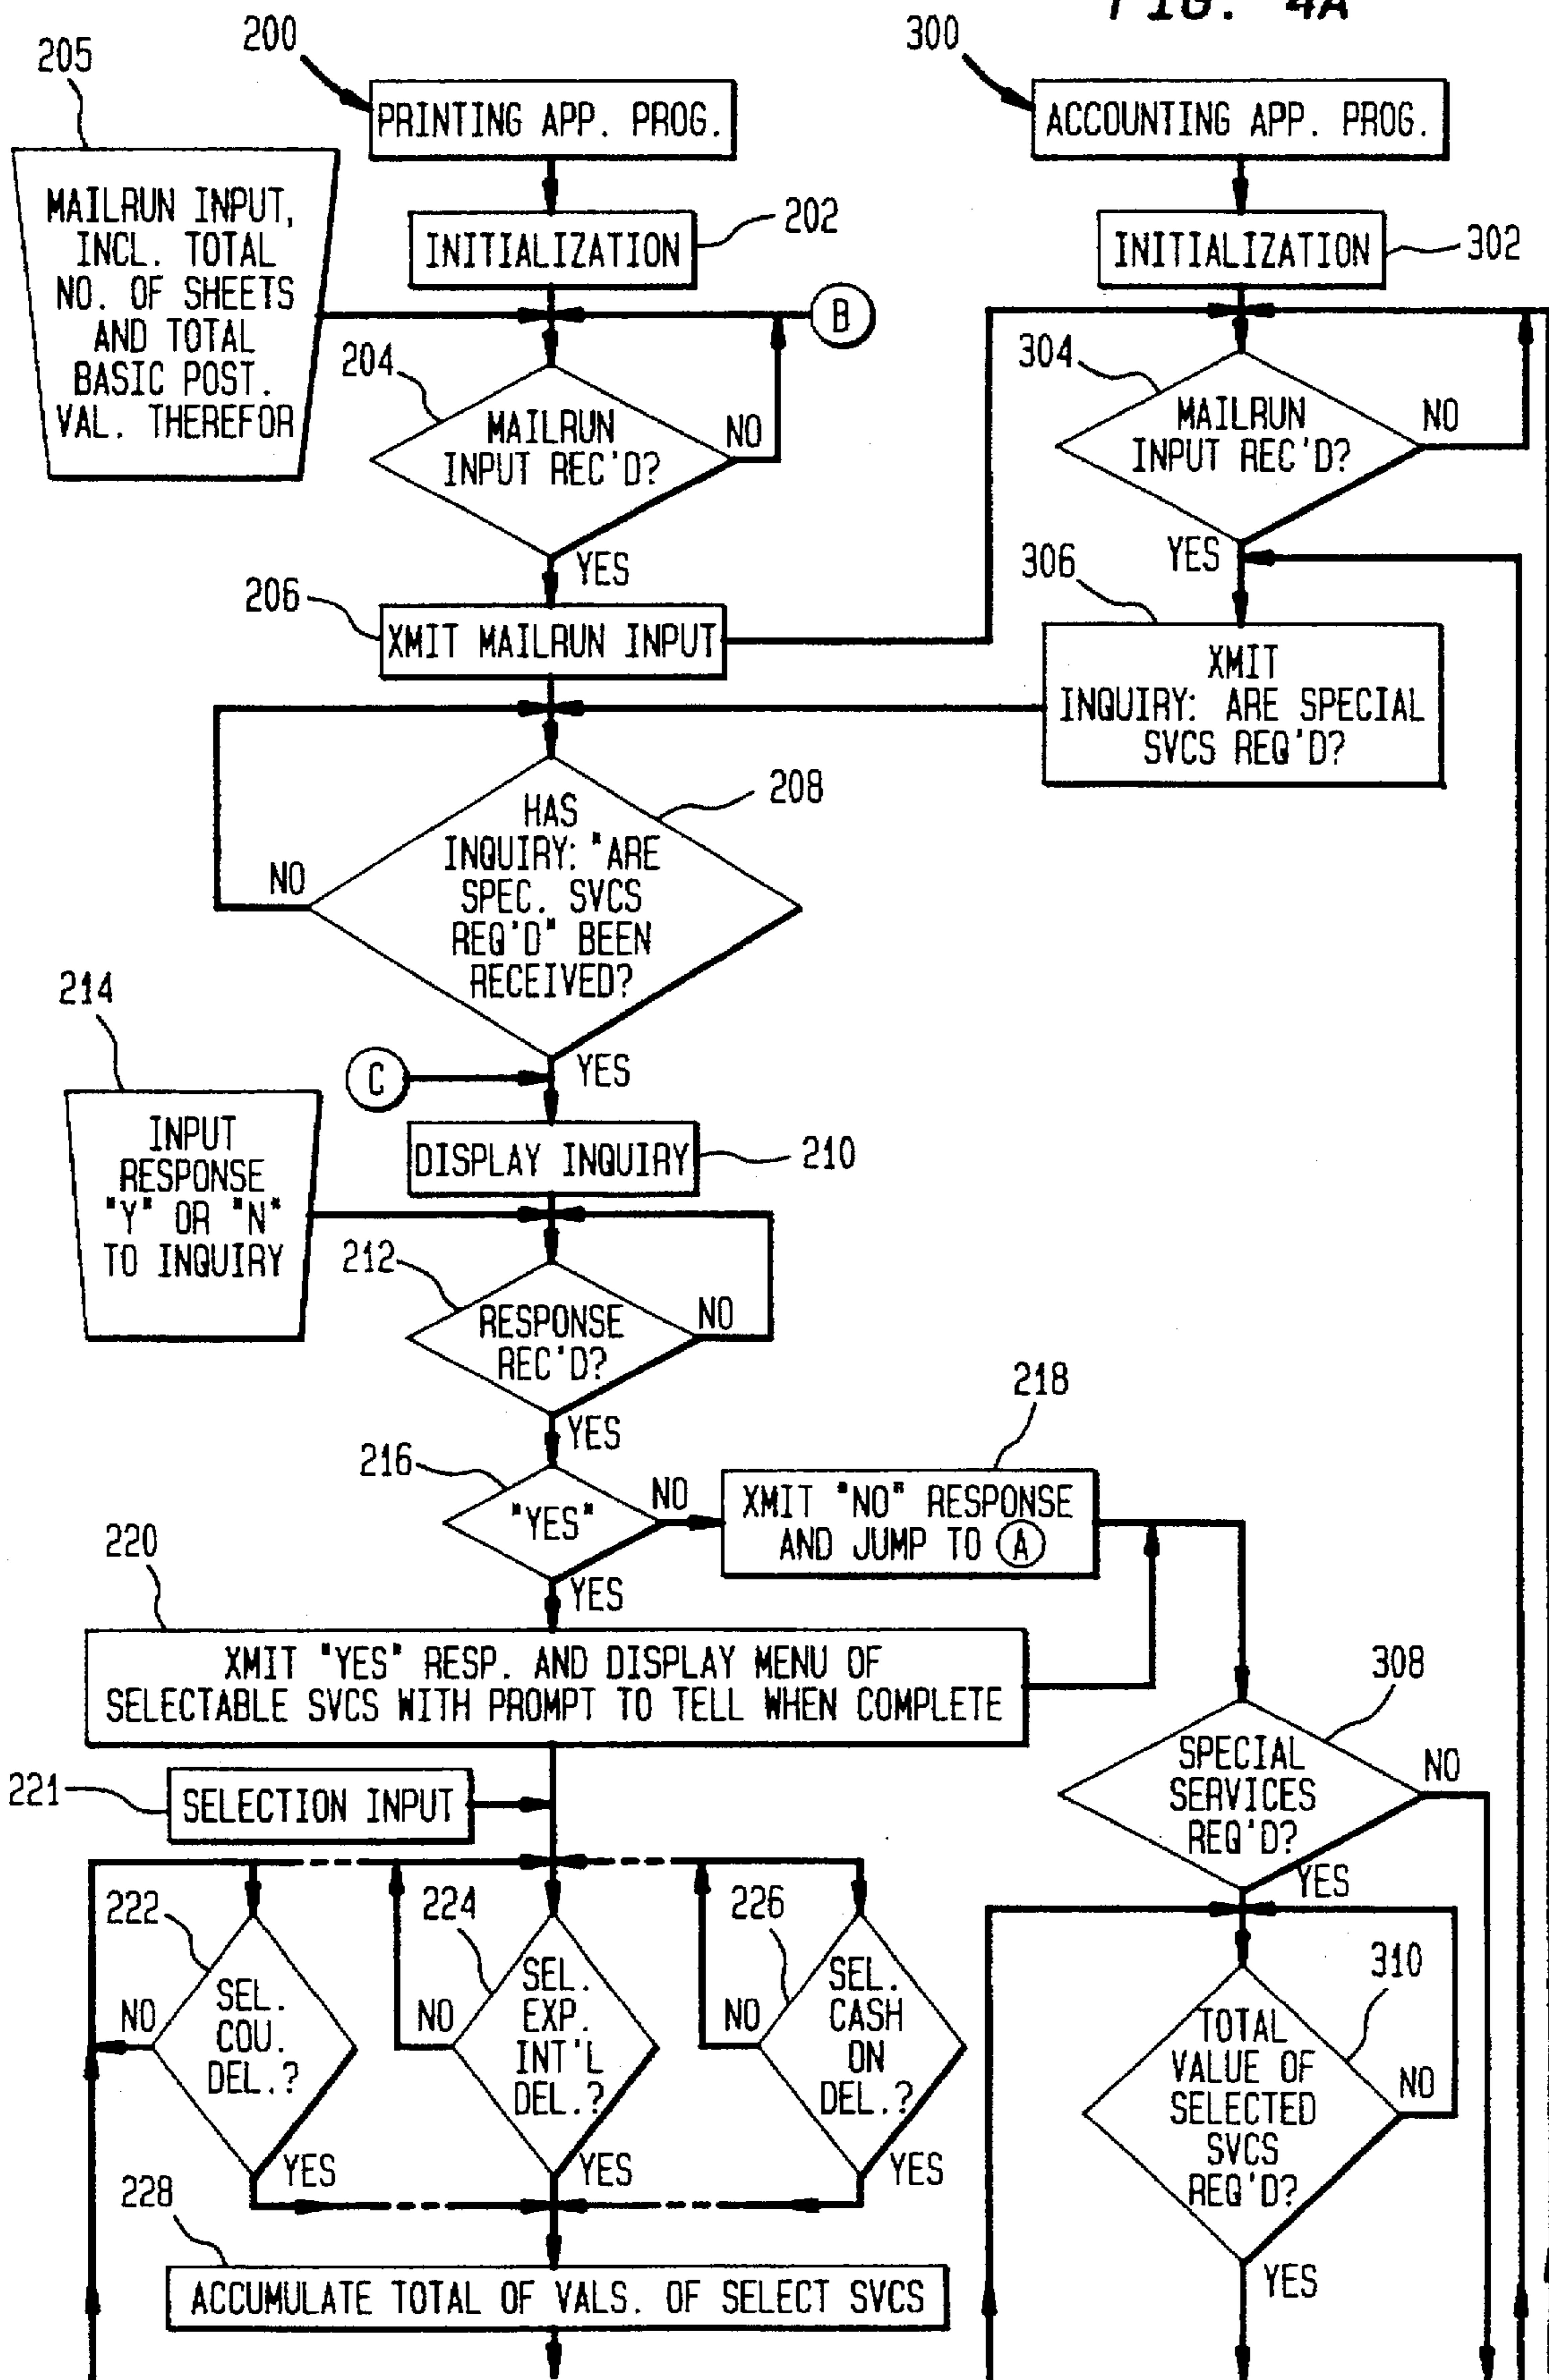 FIG. 4A
200
300
205
PRINTING APP. PROG.
ACCOUNTING APP. PROG.
MAILRUN INPUT,
INCL. TOTAL
NO. OF SHEETS
AND TOTAL
BASIC POST.
VAL. THEREFOR
INITIALIZATION
202
INITIALIZATION
302
B
204
MAILRUN
INPUT REC'D?
NO
YES
304
MAILRUN
INPUT REC'D?
NO
YES
206
XMIT MAILRUN INPUT
306
XMIT
INQUIRY: ARE SPECIAL
SVCS REQ'D?
208
HAS
INQUIRY: "ARE
SPEC. SVCS
REQ'D" BEEN
RECEIVED?
NO
YES
C
214
INPUT
RESPONSE
"Y" OR "N"
TO INQUIRY
DISPLAY INQUIRY
210
212
RESPONSE
REC'D?
NO
YES
216
"YES"
NO
YES
218
XMIT "NO" RESPONSE
AND JUMP TO A
220
XMIT "YES" RESP. AND DISPLAY MENU OF
SELECTABLE SVCS WITH PROMPT TO TELL WHEN COMPLETE
308
SPECIAL
SERVICES
REQ'D?
NO
YES
221
SELECTION INPUT
222
SEL.
COU.
DEL.?
NO
YES
224
SEL.
EXP.
INT'L
DEL.?
NO
YES
226
SEL.
CASH
ON
DEL.?
NO
YES
310
TOTAL
VALUE OF
SELECTED
SVCS
REQ'D?
NO
YES
228
ACCUMULATE TOTAL OF VALS. OF SELECT SVCS